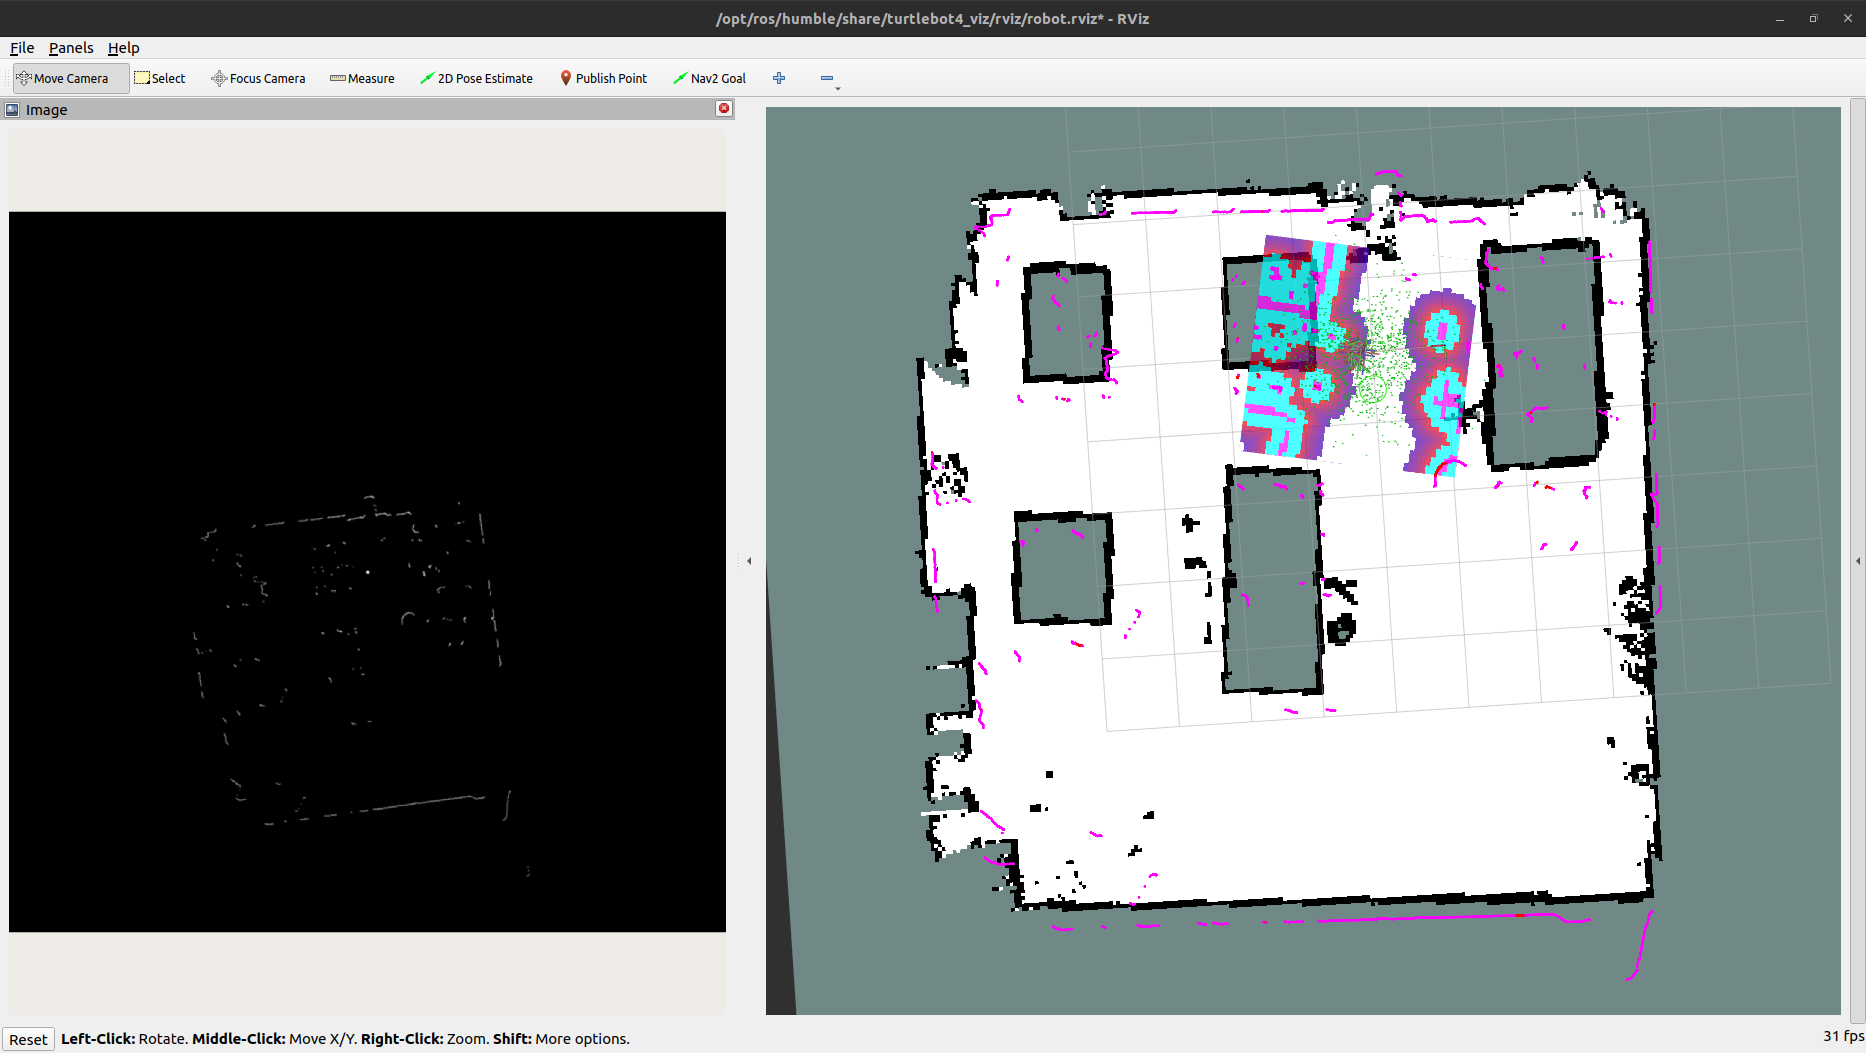 /opt/ros/humble/share/turtlebot4_viz/rviz/robot.rviz* - RViz
File Panels Help
Move Camera Select Focus Camera Measure 2D Pose Estimate Publish Point Nav2 Goal
Image
Reset Left-Click: Rotate. Middle-Click: Move X/Y. Right-Click: Zoom. Shift: More options. 31 fps